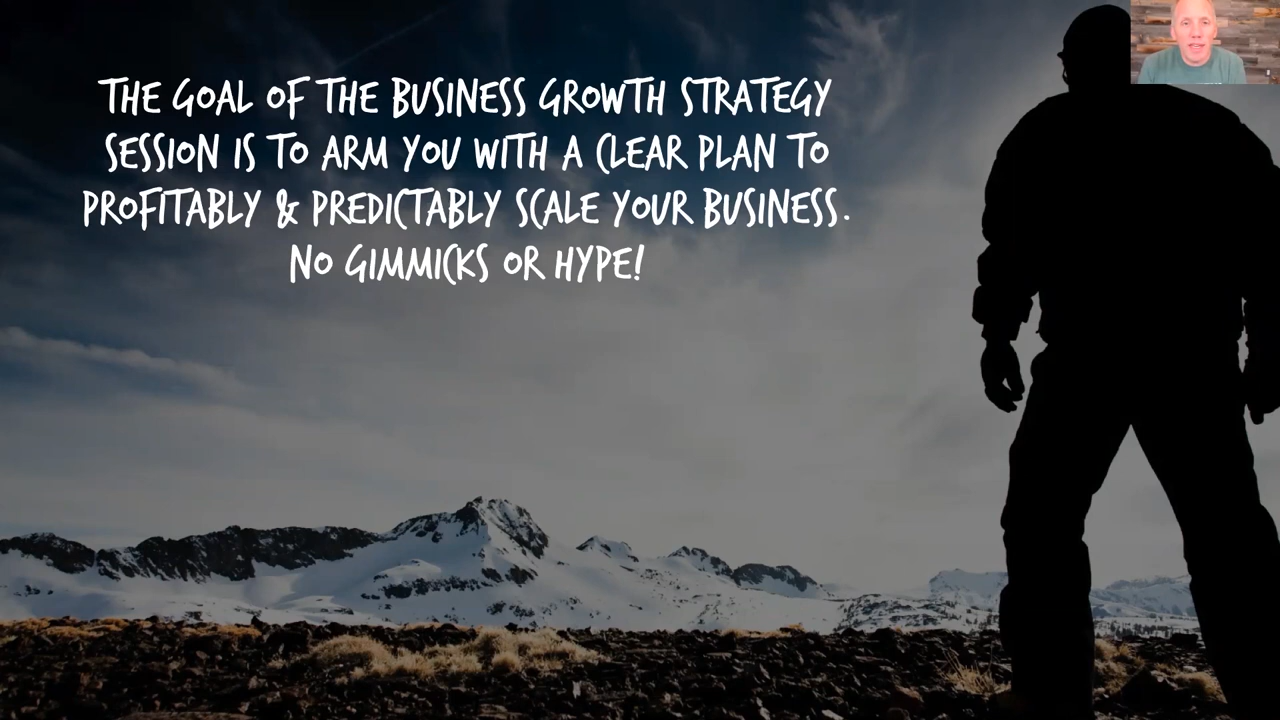 THE GOAL OF THE BUSINESS GROWTH STRATEGY
SESSION IS TO ARM YOU WITH A CLEAR PLAN TO
PROFITABLY & PREDICTABLY SCALE YOUR BUSINESS.
NO GIMMICKS OR HYPE!